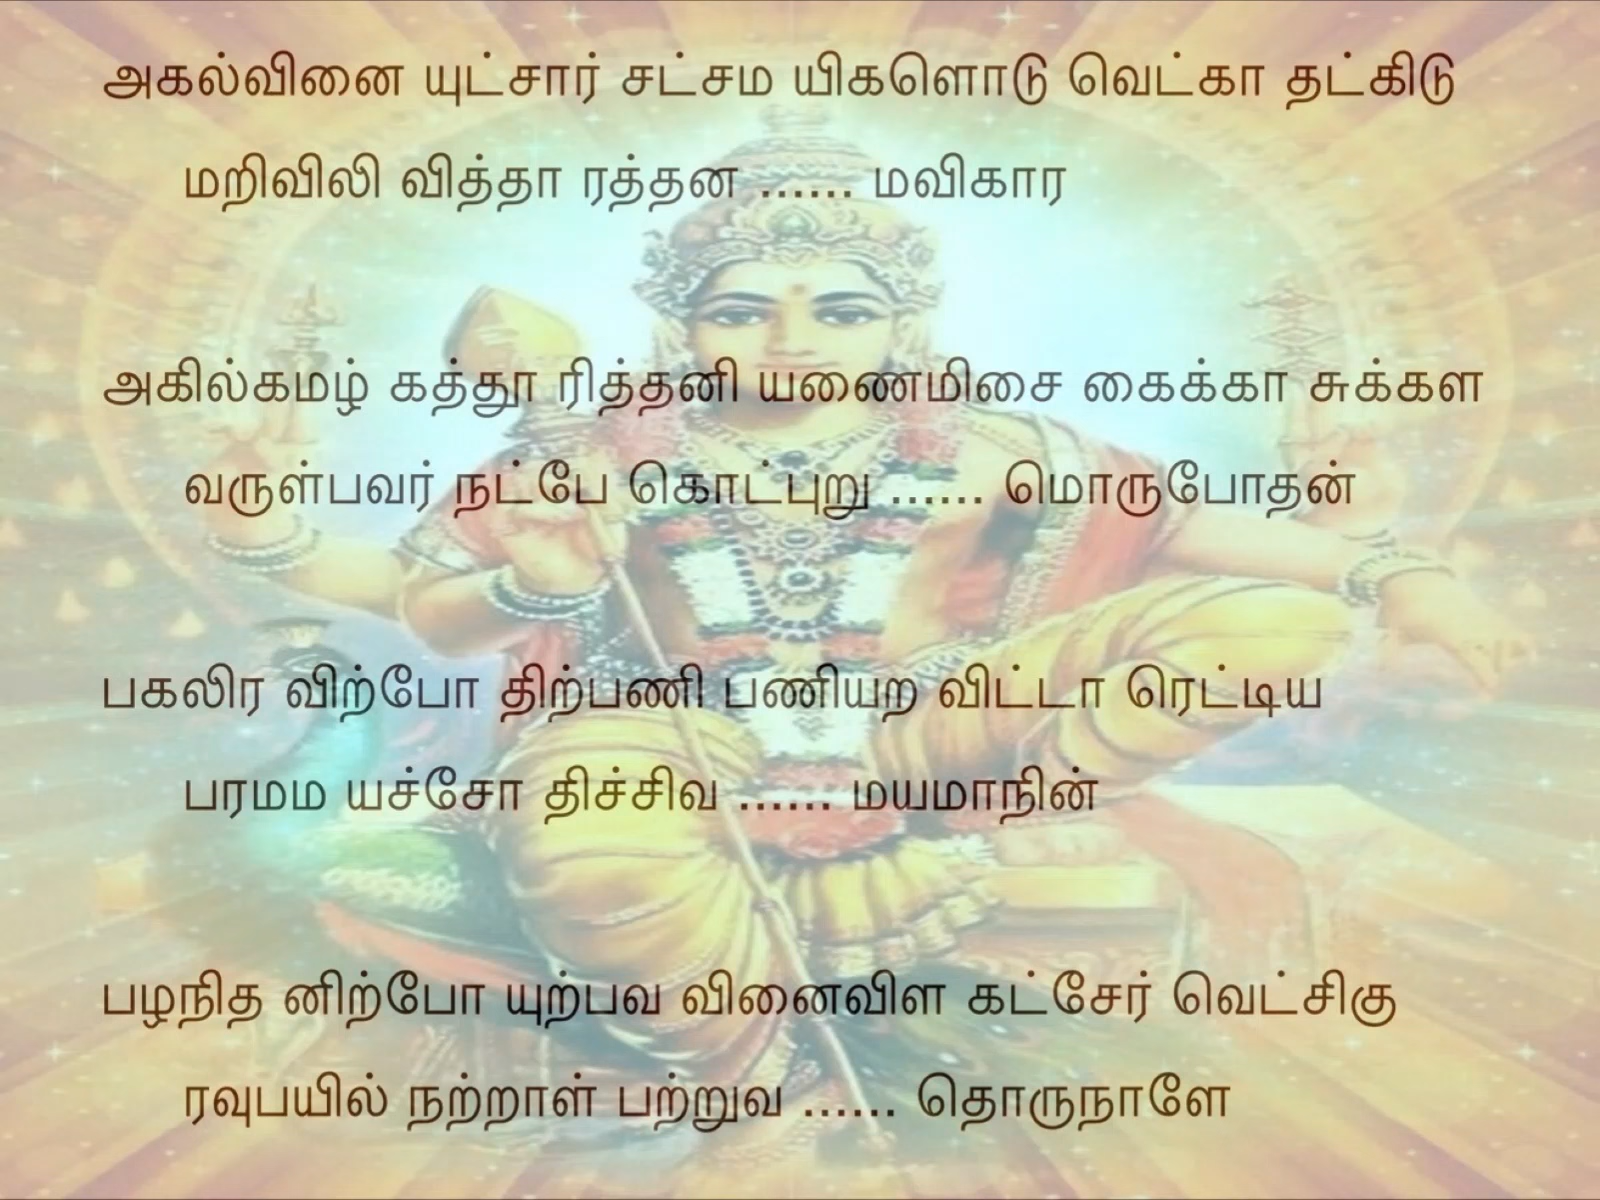 அகல்வினை யுட்சார் சட்சம யிகளொடு வெட்கா தட்கிடு
மறிவிலி வித்தா ரத்தன ...... மவிகார
அகில்கமழ் கத்தூ ரித்தனி யணைமிசை கைக்கா சுக்கள
வருள்பவர் நட்பே கொட்புறு ...... மொருபோதன்
பகலிர விற்போ திற்பணி பணியற விட்டா ரெட்டிய
பரமம யச்சோ திச்சிவ ...... மயமாநின்
பழநித னிற்போ யுற்பவ வினைவிள கட்சேர் வெட்சிகு
ரவுபயில் நற்றாள் பற்றுவ ...... தொருநாளே